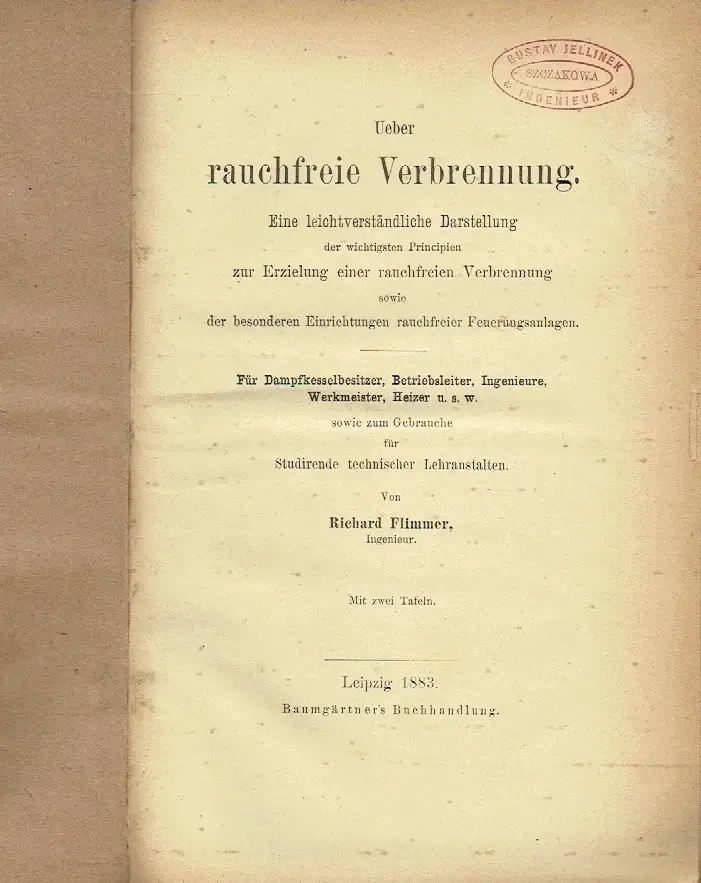 GUSTAV JELLINEK
SZCZAKOWA
* INGENIEUR *
Ueber
rauchfreie Verbrennung.
Eine leichtverständliche Darstellung
der wichtigsten Principien
zur Erzielung einer rauchfreien Verbrennung
sowie
der besonderen Einrichtungen rauchfreier Feuerungsanlagen.
Für Dampfkesselbesitzer, Betriebsleiter, Ingenieure,
Werkmeister, Heizer u. s. w.
sowie zum Gebrauche
für
Studirende technischer Lehranstalten.
Von
Richard Flimmer,
Ingenieur.
Mit zwei Tafeln.
Leipzig 1883.
Baumgärtner's Buchhandlung.